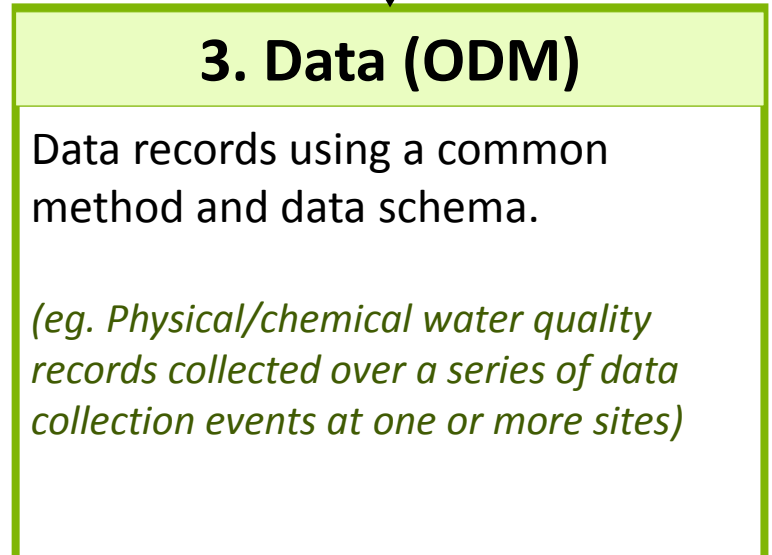 3. Data (ODM)
Data records using a common
method and data schema.
(eg. Physical/chemical water quality
records collected over a series of data
collection events at one or more sites)